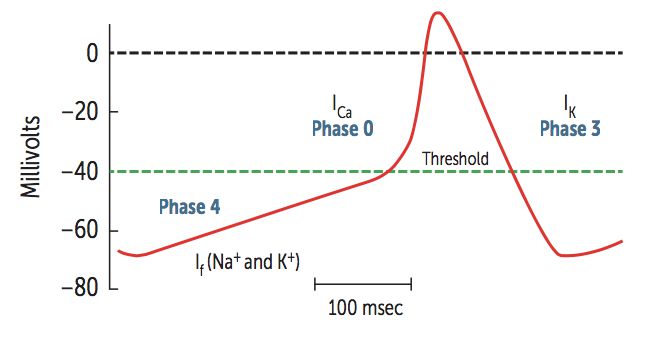 Millivolts
0
−20
−40
−60
−80
I_Ca
Phase 0
I_K
Phase 3
Threshold
Phase 4
I_f (Na⁺ and K⁺)
100 msec